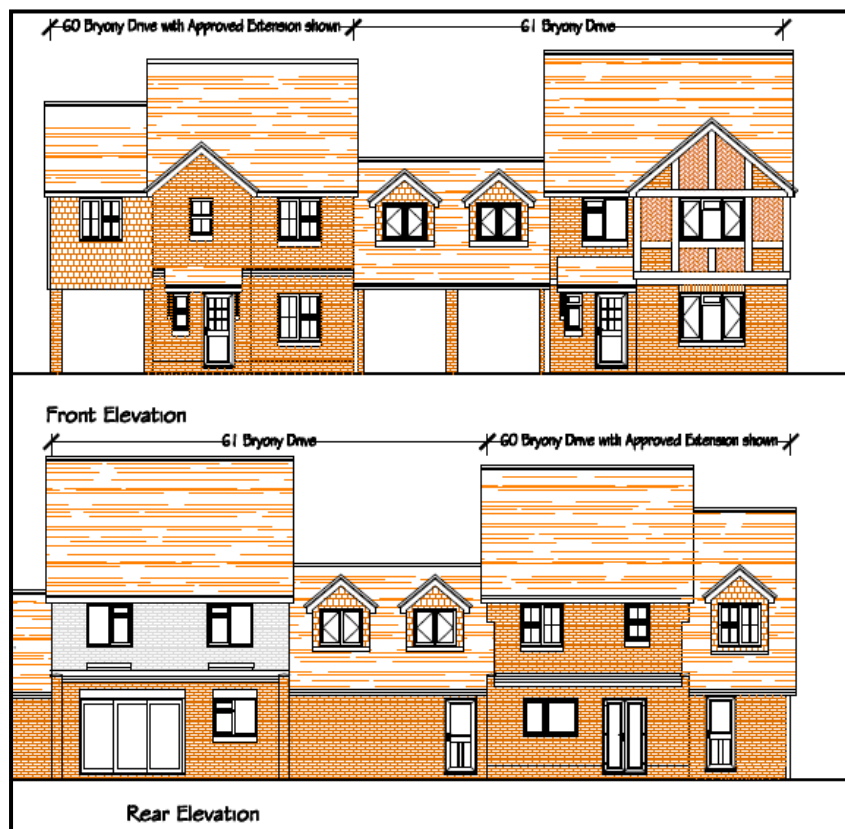 60 Bryony Drive with Approved Extension shown
61 Bryony Drive
Front Elevation
61 Bryony Drive
60 Bryony Drive with Approved Extension shown
Rear Elevation